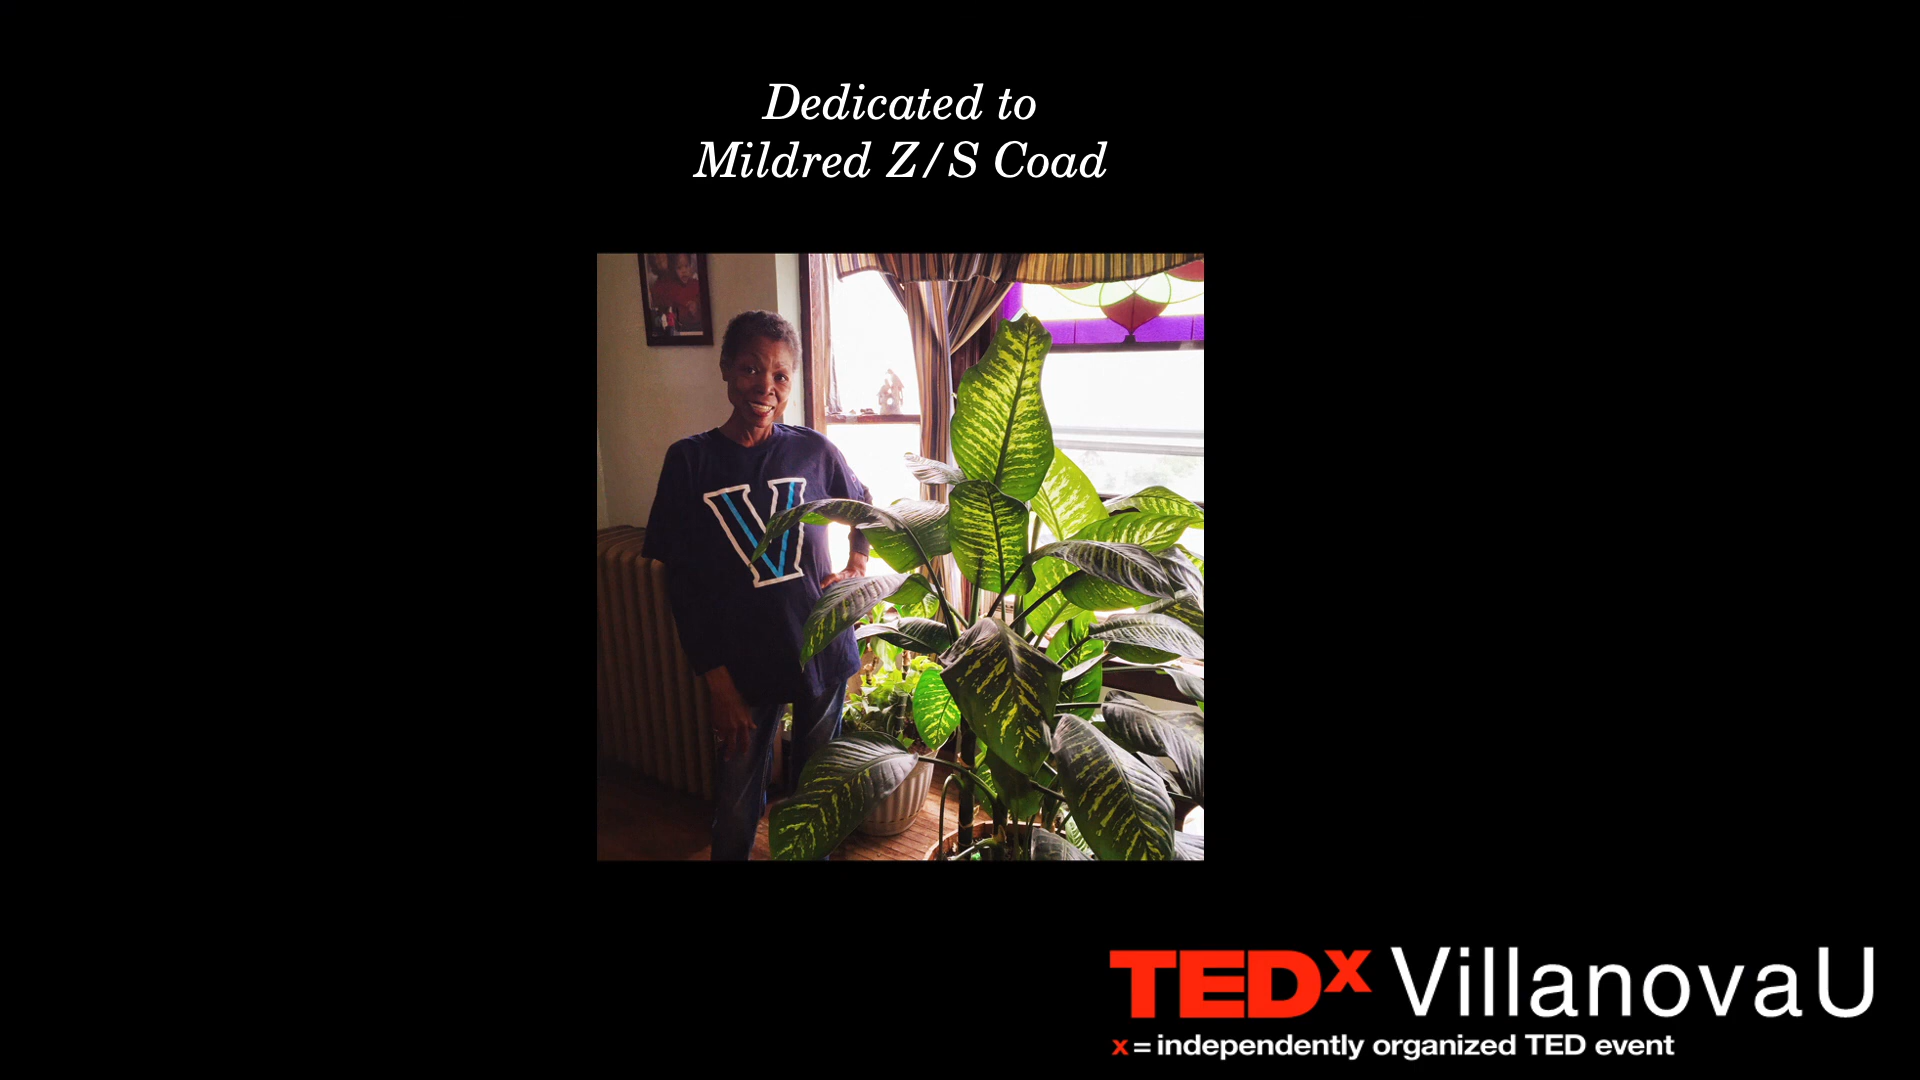 Dedicated to
Mildred Z/S Coad
V
TEDx VillanovaU
x = independently organized TED event